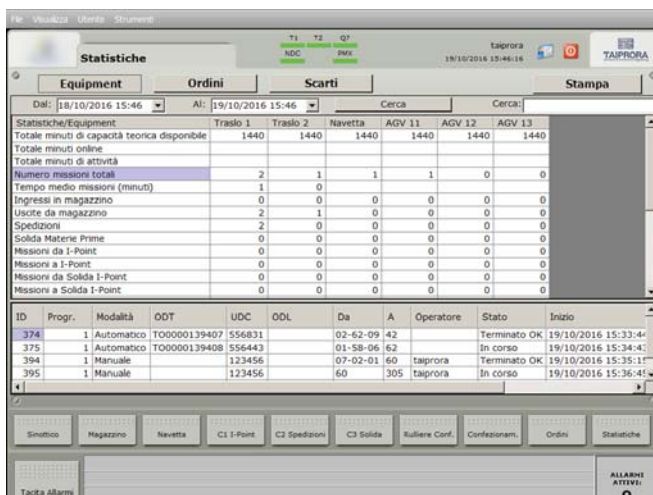 File Visualizza Utente Strumenti
T1 T2 Q7
Statistiche NDC PMX taiprora
19/10/2016 15:46:16 TAIPRORA
Equipment Ordini Scarti Stampa
Dal: 18/10/2016 15:46 Al: 19/10/2016 15:46 Cerca Cerca:
Statistiche/Equipment Traslo 1 Traslo 2 Navetta AGV 11 AGV 12 AGV 13
Totale minuti di capacità teorica disponibile 1440 1440 1440 1440 1440 1440
Totale minuti online
Totale minuti di attività
Numero missioni totali 2 1 1 1 0 0
Tempo medio missioni (minuti) 1 0
Ingressi in magazzino 0 0 0 0 0 0
Uscite da magazzino 2 1 0 0 0 0
Spedizioni 2 0 0 0 0 0
Solida Materie Prime 0 0 0 0 0 0
Missioni da I-Point 0 0 0 0 0 0
Missioni a I-Point 0 0 0 0 0 0
Missioni da Solida I-Point 0 0 0 0 0 0
Missioni a Solida I-Point 0 0 0 0 0 0
ID Progr. Modalità ODT UDC ODL Da A Operatore Stato Inizio
374 1 Automatico TO0000139407 556831 02-62-09 42 Terminato OK 19/10/2016 15:33:44
375 1 Automatico TO0000139408 556443 01-58-06 62 In corso 19/10/2016 15:34:43
394 1 Manuale 123456 07-02-01 60 taiprora Terminato OK 19/10/2016 15:35:15
395 1 Manuale 123456 60 305 taiprora In corso 19/10/2016 15:36:45
Sinottico Magazzino Navetta C1 I-Point C2 Spedizioni C3 Solida Rulliere Conf. Confezionam. Ordini Statistiche
Tacita Allarmi ALLARMI
ATTIVI:
0